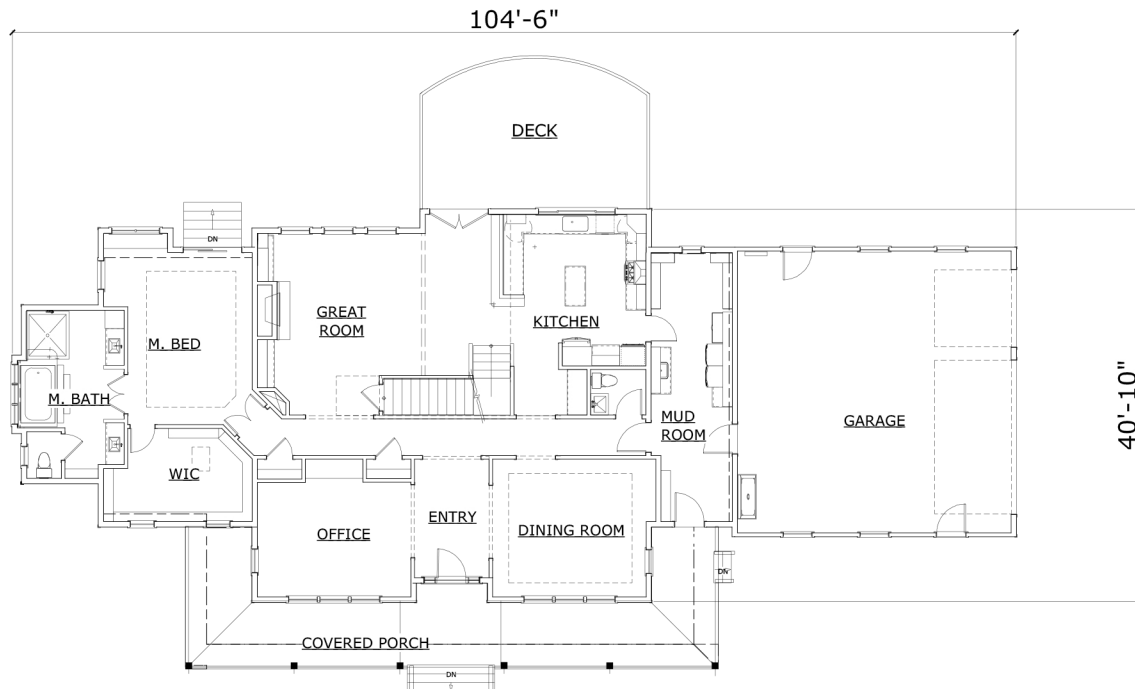 104'-6"
DECK
DN
GREAT
ROOM
KITCHEN
M. BED
M. BATH
MUD
ROOM
GARAGE
40'-10"
WIC
ENTRY
OFFICE
DINING ROOM
DN
COVERED PORCH
DN